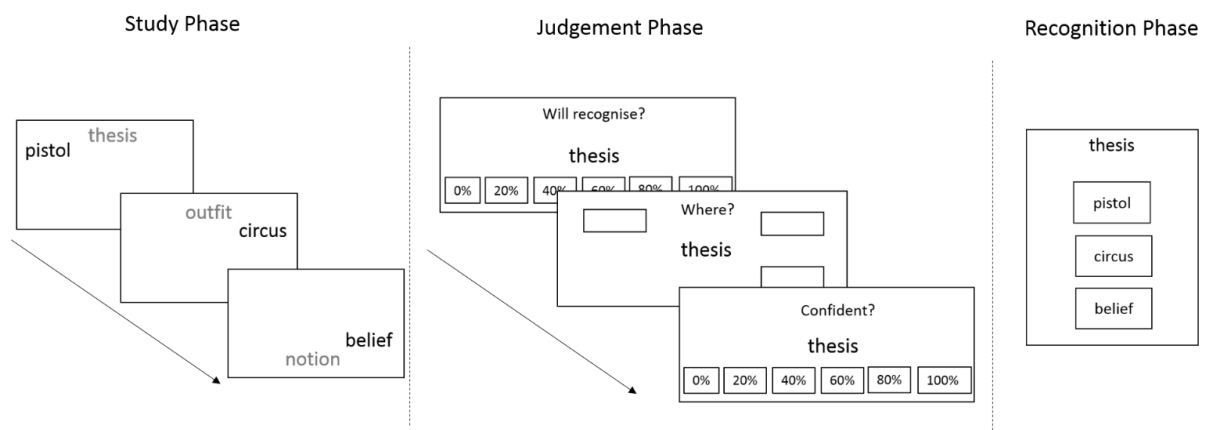 Study Phase
thesis
pistol
outfit
circus
belief
notion
Judgement Phase
Will recognise?
thesis
0% 20% 40% 60% 80% 100%
Where?
thesis
Confident?
thesis
0% 20% 40% 60% 80% 100%
Recognition Phase
thesis
pistol
circus
belief